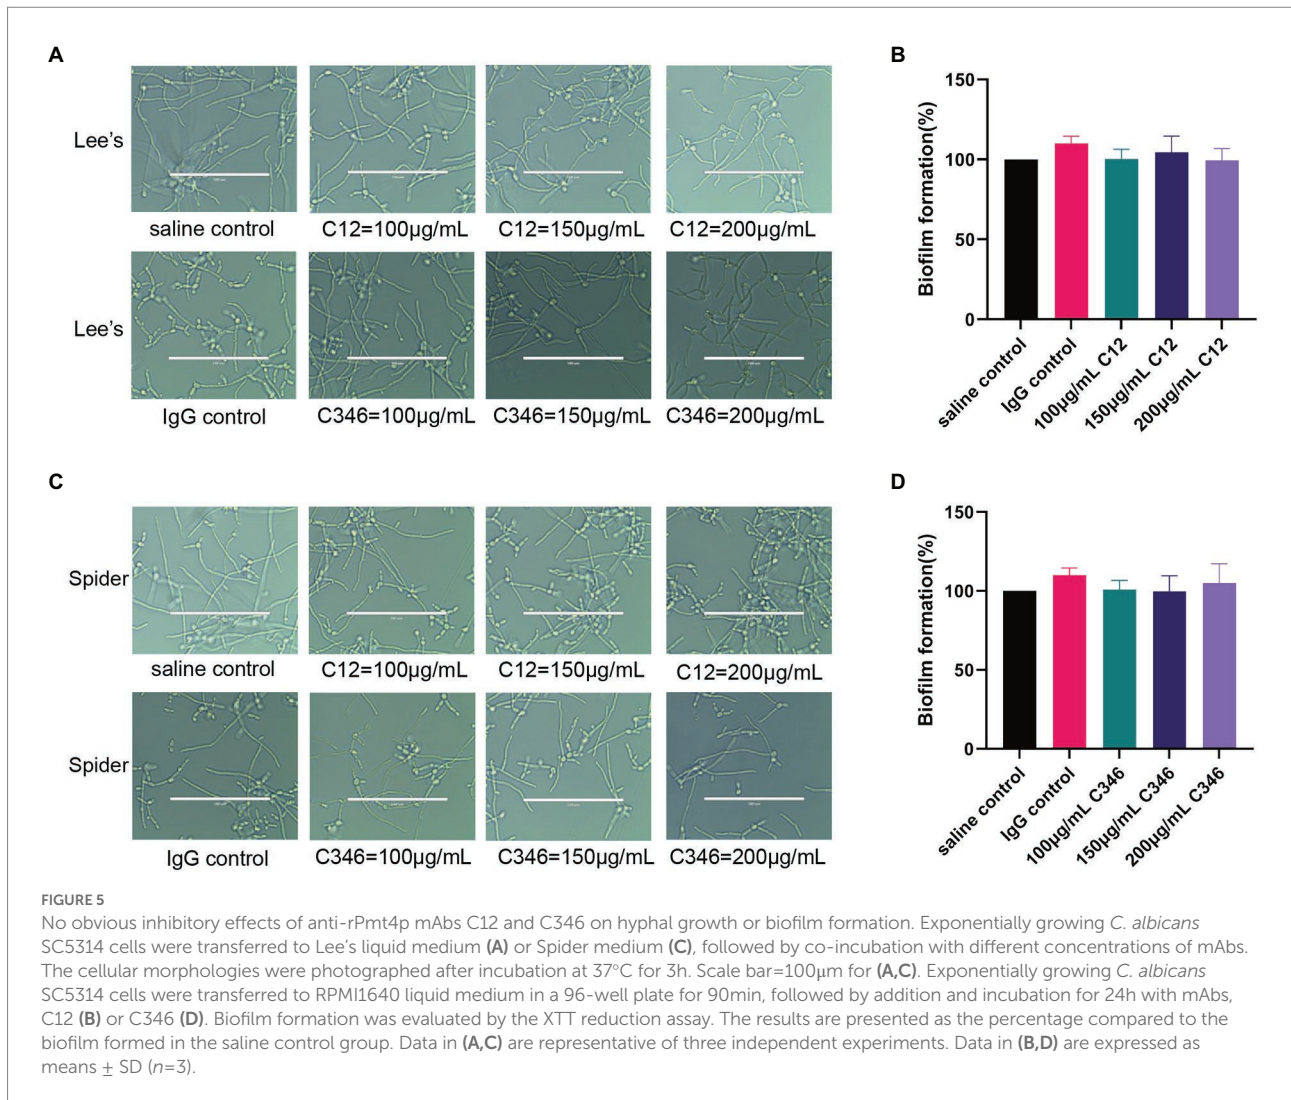 A
Lee's
saline control
C12=100µg/mL
C12=150µg/mL
C12=200µg/mL
Lee's
IgG control
C346=100µg/mL
C346=150µg/mL
C346=200µg/mL
B
Biofilm formation(%)
150
100
50
0
saline control
IgG control
100µg/mL C12
150µg/mL C12
200µg/mL C12
C
Spider
saline control
C12=100µg/mL
C12=150µg/mL
C12=200µg/mL
Spider
IgG control
C346=100µg/mL
C346=150µg/mL
C346=200µg/mL
D
Biofilm formation(%)
150
100
50
0
saline control
IgG control
100µg/mL C346
150µg/mL C346
200µg/mL C346
FIGURE 5
No obvious inhibitory effects of anti-rPmt4p mAbs C12 and C346 on hyphal growth or biofilm formation. Exponentially growing C. albicans
SC5314 cells were transferred to Lee's liquid medium (A) or Spider medium (C), followed by co-incubation with different concentrations of mAbs.
The cellular morphologies were photographed after incubation at 37°C for 3h. Scale bar=100µm for (A,C). Exponentially growing C. albicans
SC5314 cells were transferred to RPMI1640 liquid medium in a 96-well plate for 90min, followed by addition and incubation for 24h with mAbs,
C12 (B) or C346 (D). Biofilm formation was evaluated by the XTT reduction assay. The results are presented as the percentage compared to the
biofilm formed in the saline control group. Data in (A,C) are representative of three independent experiments. Data in (B,D) are expressed as
means ± SD (n=3).